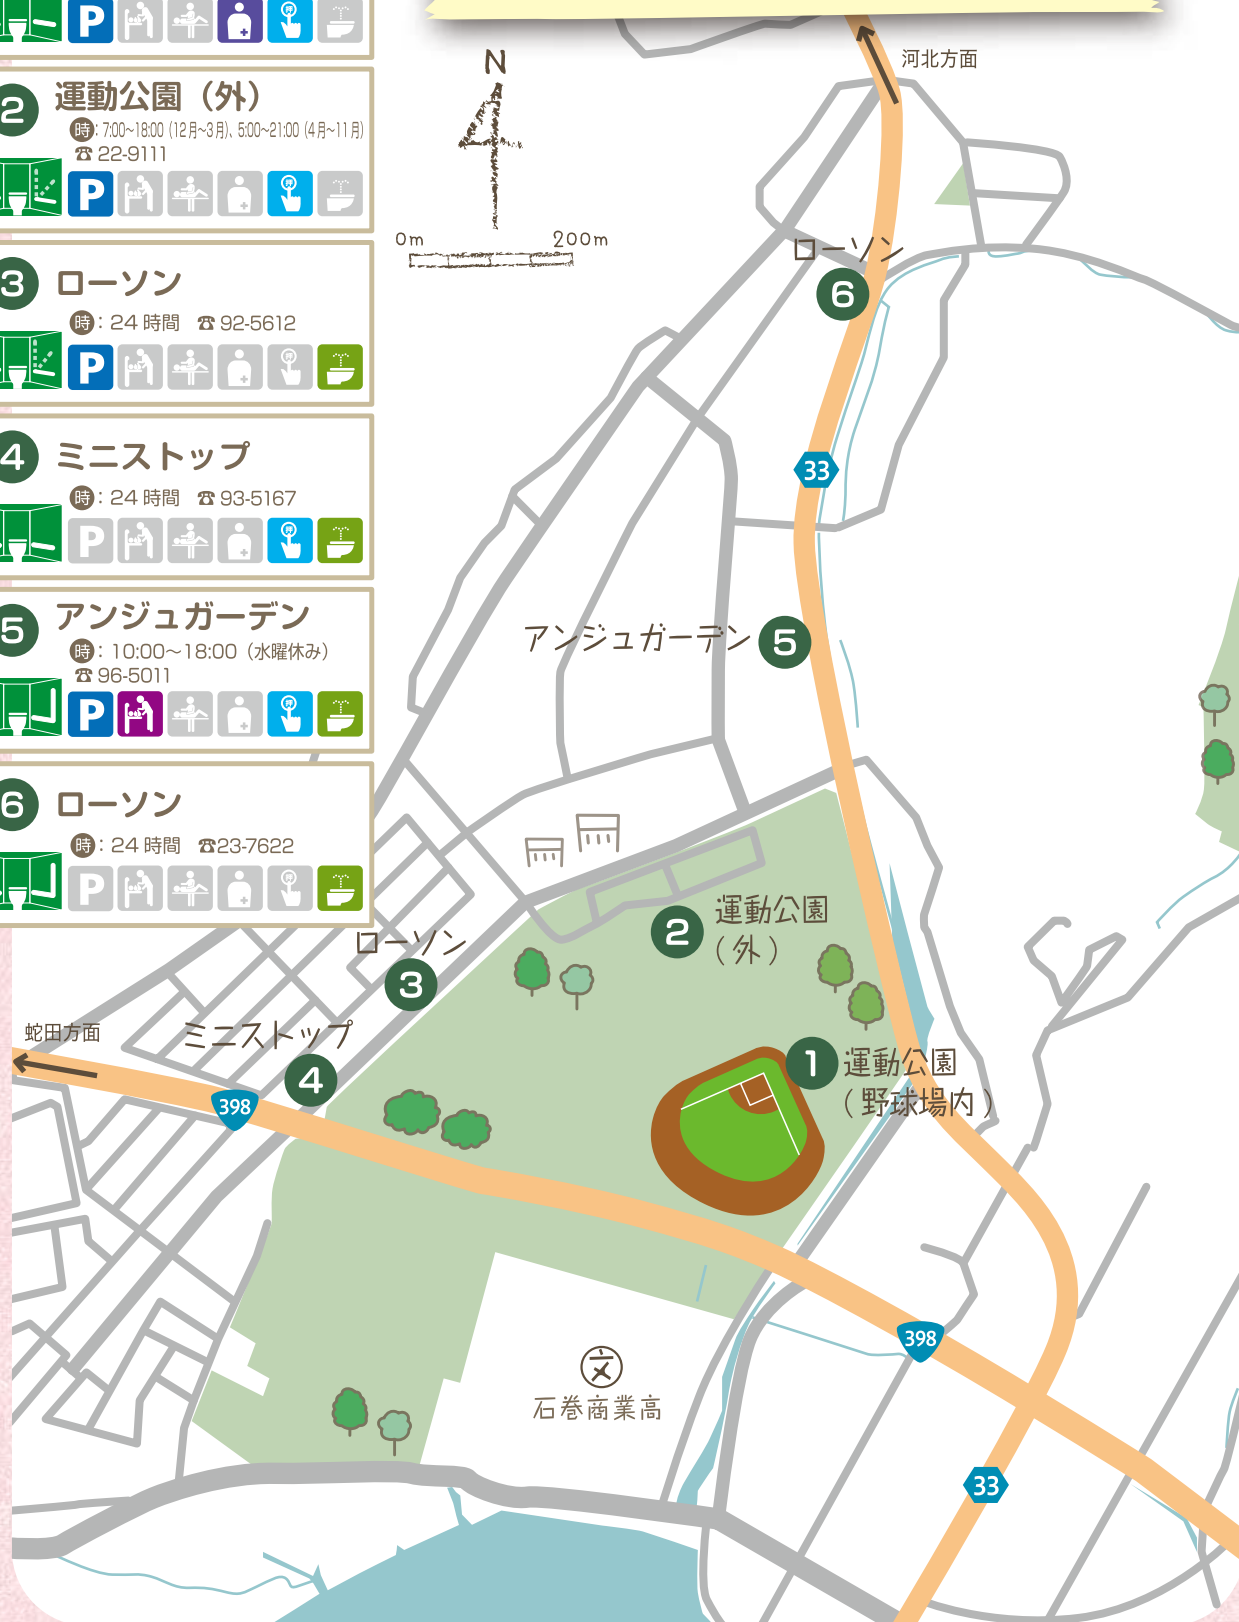 P
2
運動公園（外）
時：7:00~18:00（12月~3月）、5:00~21:00（4月~11月）
☎ 22-9111
P
押
3
ローソン
時：24 時間 ☎ 92-5612
P
4
ミニストップ
時：24 時間 ☎ 93-5167
P
押
5
アンジュガーデン
時：10:00～18:00（水曜休み）
☎ 96-5011
P
押
6
ローソン
時：24 時間 ☎23-7622
P
N
0m 200m
河北方面
ローソン
6
33
アンジュガーデン 5
2 運動公園
（外）
ローソン
3
蛇田方面
ミニストップ
4
398
1 運動公園
（野球場内）
398
文
石巻商業高
33